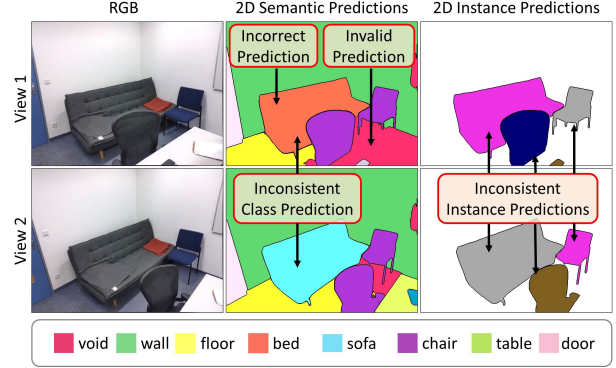 RGB
2D Semantic Predictions
2D Instance Predictions
View 1
Incorrect
Prediction
Invalid
Prediction
View 2
Inconsistent
Class Prediction
Inconsistent
Instance Predictions
void
wall
floor
bed
sofa
chair
table
door